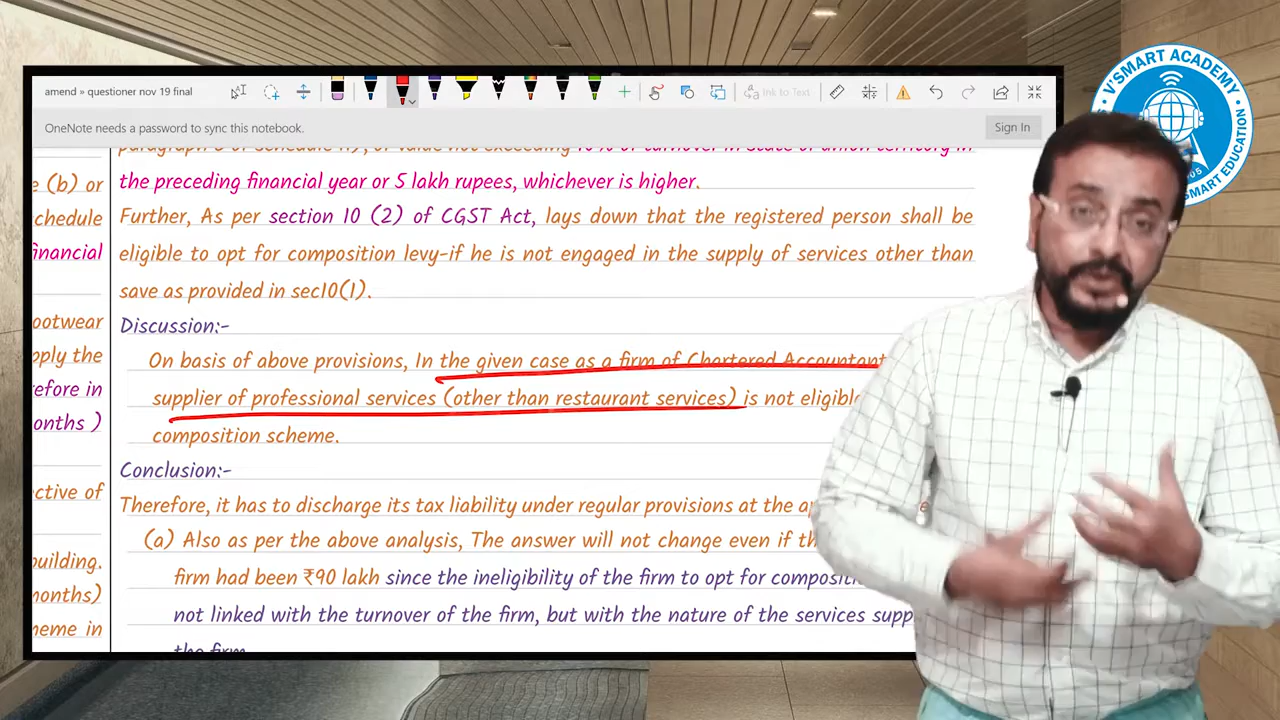 amend » questioner nov 19 final
Ink to Text
OneNote needs a password to sync this notebook.
Sign In
V'SMART ACADEMY
SMART EDUCATION
e (b) or
chedule
financial
ootwear
pply the
refore in
onths )
ective of
building.
months)
heme in
the preceding financial year or 5 lakh rupees, whichever is higher.
Further, As per section 10 (2) of CGST Act, lays down that the registered person shall be
eligible to opt for composition levy-if he is not engaged in the supply of services other than
save as provided in sec10(1).
Discussion:-
On basis of above provisions, In the given case as a firm of Chartered Accountant
supplier of professional services (other than restaurant services) is not eligible
composition scheme.
Conclusion:-
Therefore, it has to discharge its tax liability under regular provisions at the
(a) Also as per the above analysis, The answer will not change even if
firm had been ₹90 lakh since the ineligibility of the firm to opt for
not linked with the turnover of the firm, but with the nature of the services
the firm